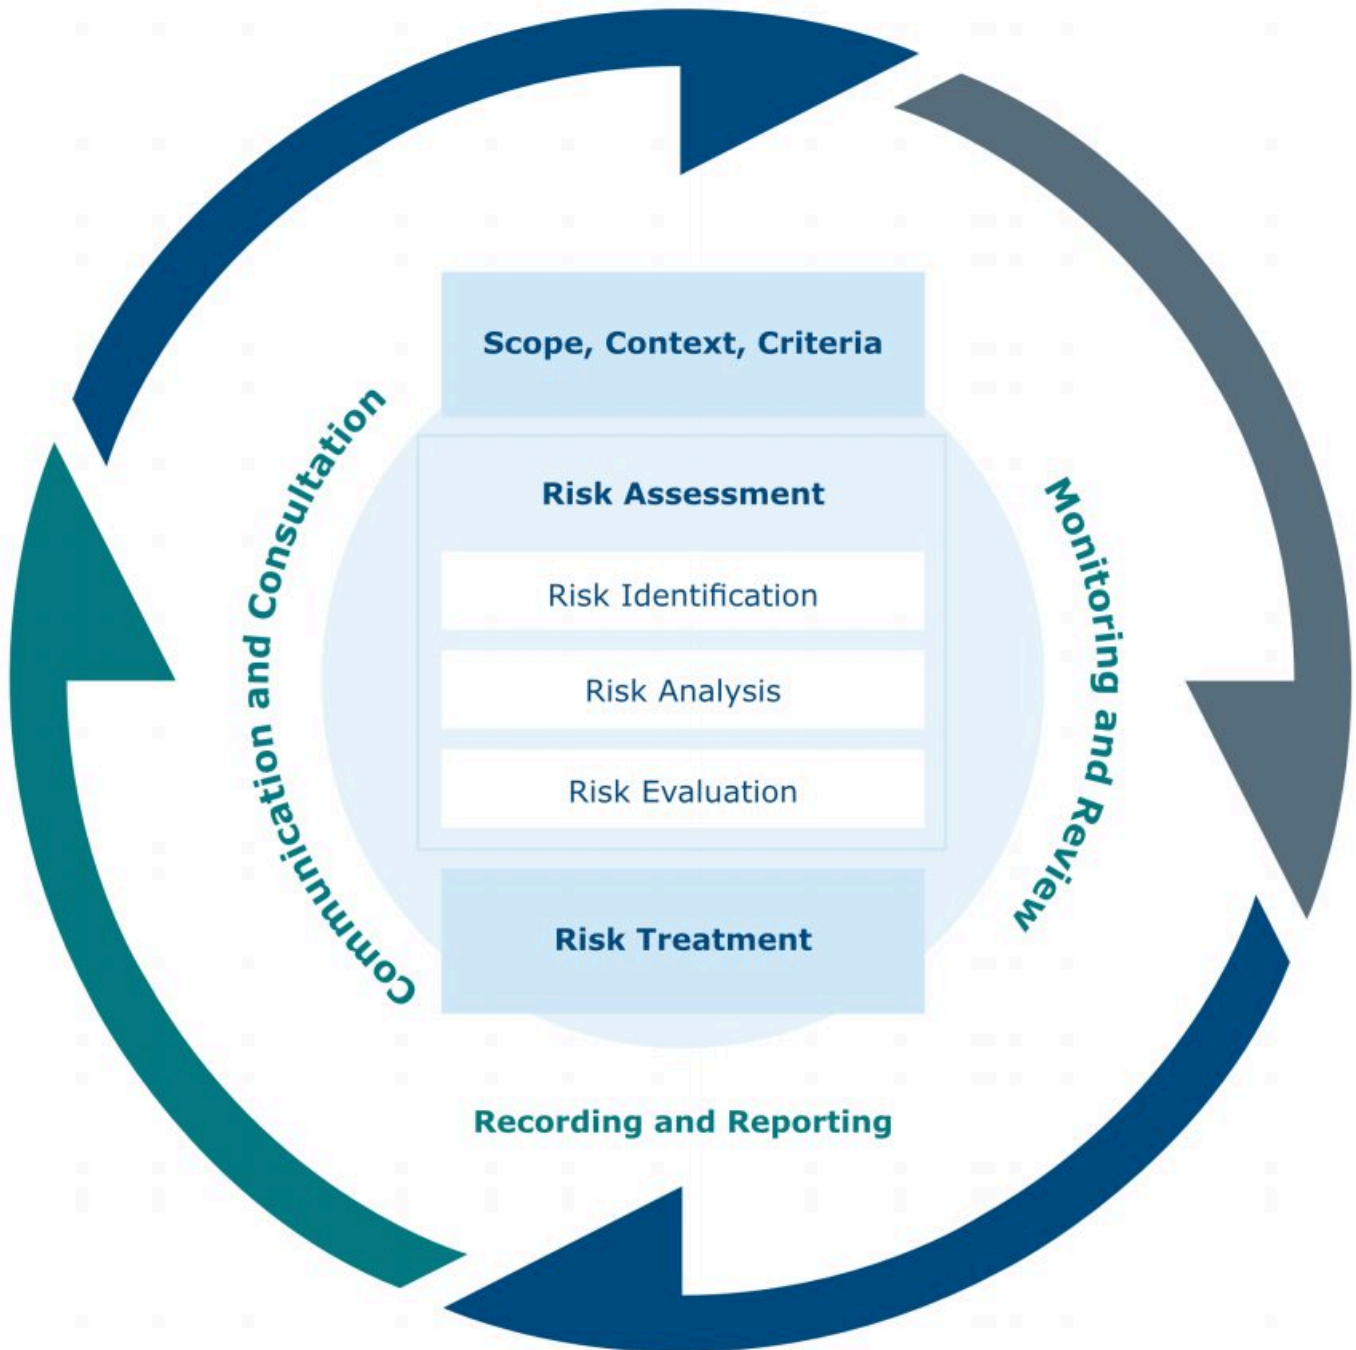 Scope, Context, Criteria
Communication and Consultation
Risk Assessment
Monitoring and Review
Risk Identification
Risk Analysis
Risk Evaluation
Risk Treatment
Recording and Reporting